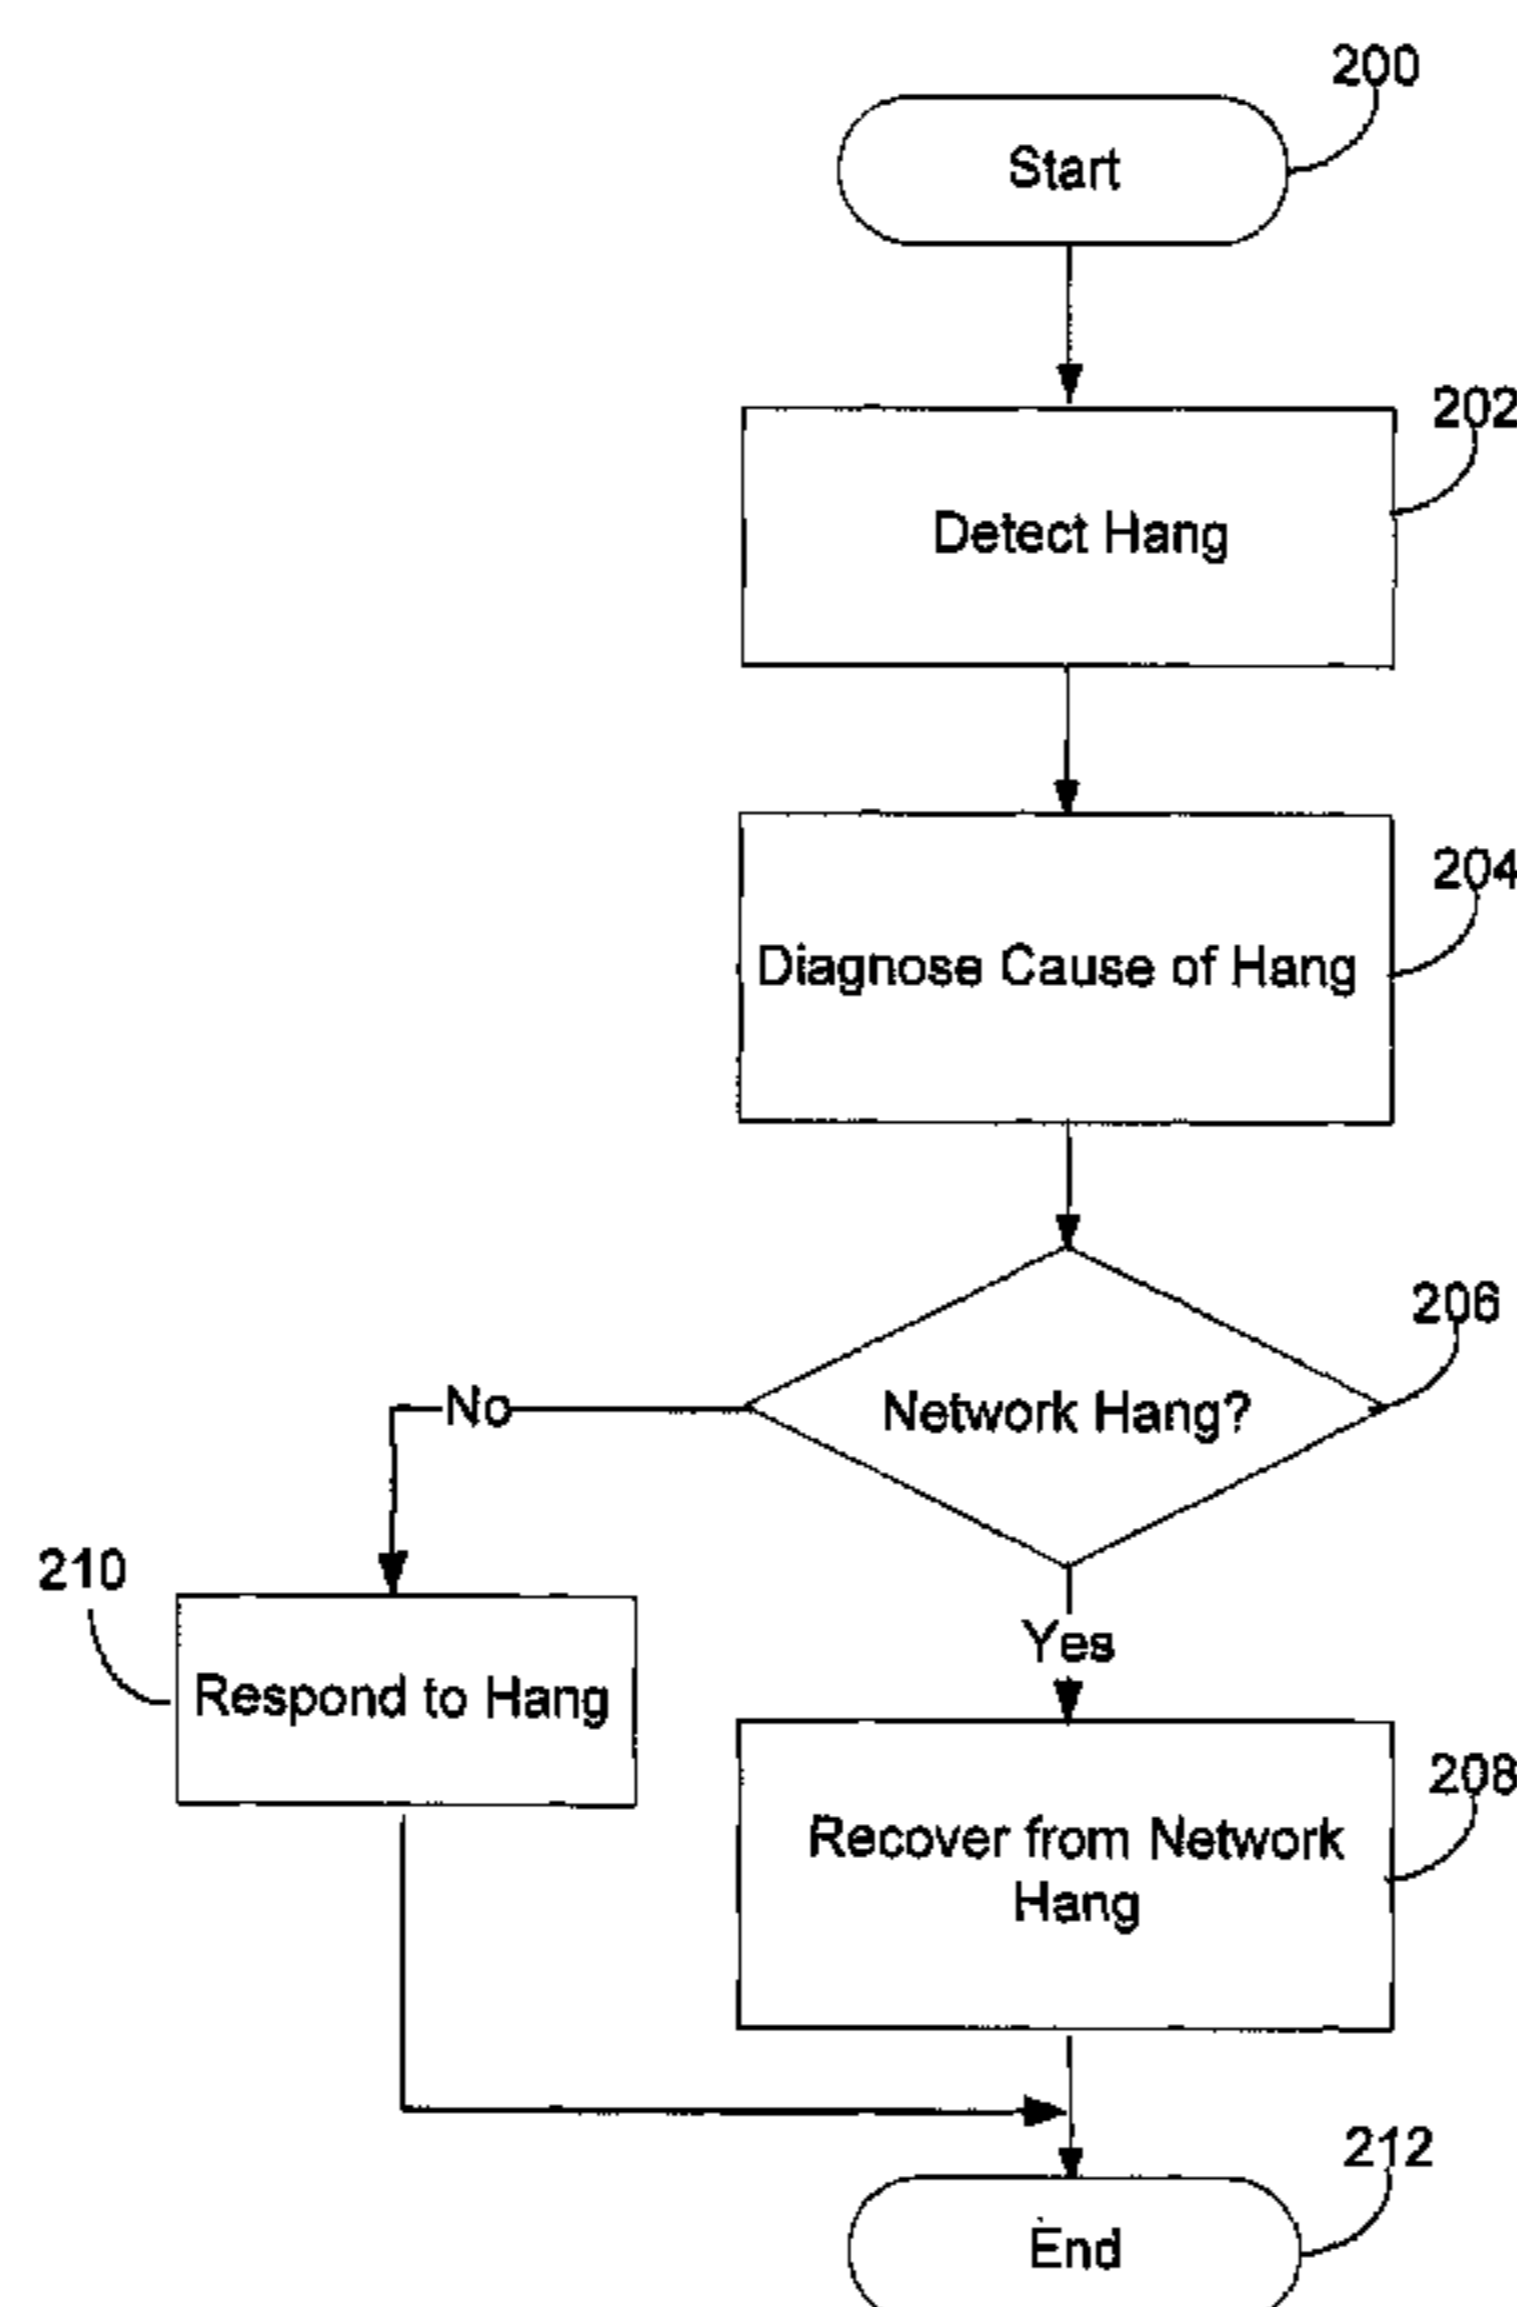 200
Start
202
Detect Hang
204
Diagnose Cause of Hang
206
Network Hang?
No
Yes
210
Respond to Hang
208
Recover from Network
Hang
212
End